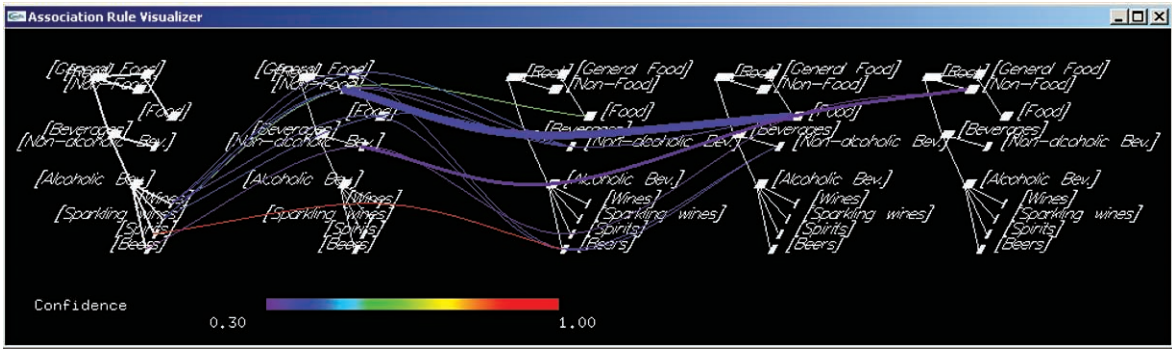 Association Rule Visualizer
[General Food] [General Food] [Root] [General Food] [Root] [General Food] [Root] [General Food]
[Non-Food] [Non-Food] [Non-Food] [Non-Food] [Non-Food]
[Food] [Food] [Food] [Food] [Food]
[Beverages] [Beverages] [Beverages] [Beverages]
[Non-alcoholic Bev.] [Non-alcoholic Bev.] [Non-alcoholic Bev.] [Non-alcoholic Bev.] [Non-alcoholic Bev.]
[Alcoholic Bev.] [Alcoholic Bev.] [Alcoholic Bev.] [Alcoholic Bev.] [Alcoholic Bev.]
[Wines] [Wines] [Wines] [Wines] [Wines]
[Sparkling wines] [Sparkling wines] [Sparkling wines] [Sparkling wines] [Sparkling wines]
[Spirits] [Spirits] [Spirits] [Spirits] [Spirits]
[Beers] [Beers] [Beers] [Beers] [Beers]
Confidence
0.30 1.00